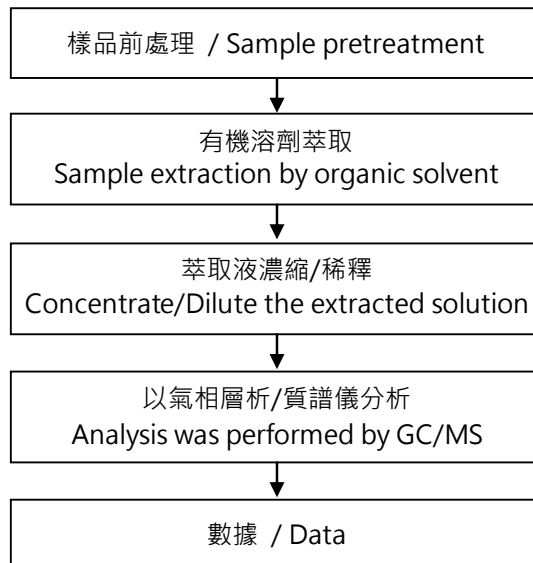 樣品前處理 / Sample pretreatment
有機溶劑萃取
Sample extraction by organic solvent
萃取液濃縮/稀釋
Concentrate/Dilute the extracted solution
以氣相層析/質譜儀分析
Analysis was performed by GC/MS
數據 / Data